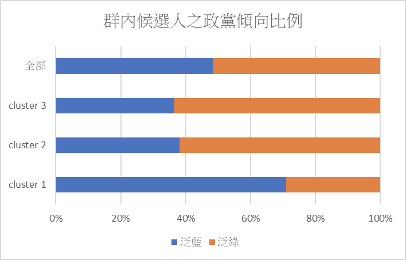 群內候選人之政黨傾向比例
全部
cluster 3
cluster 2
cluster 1
0% 20% 40% 60% 80% 100%
泛藍 泛綠